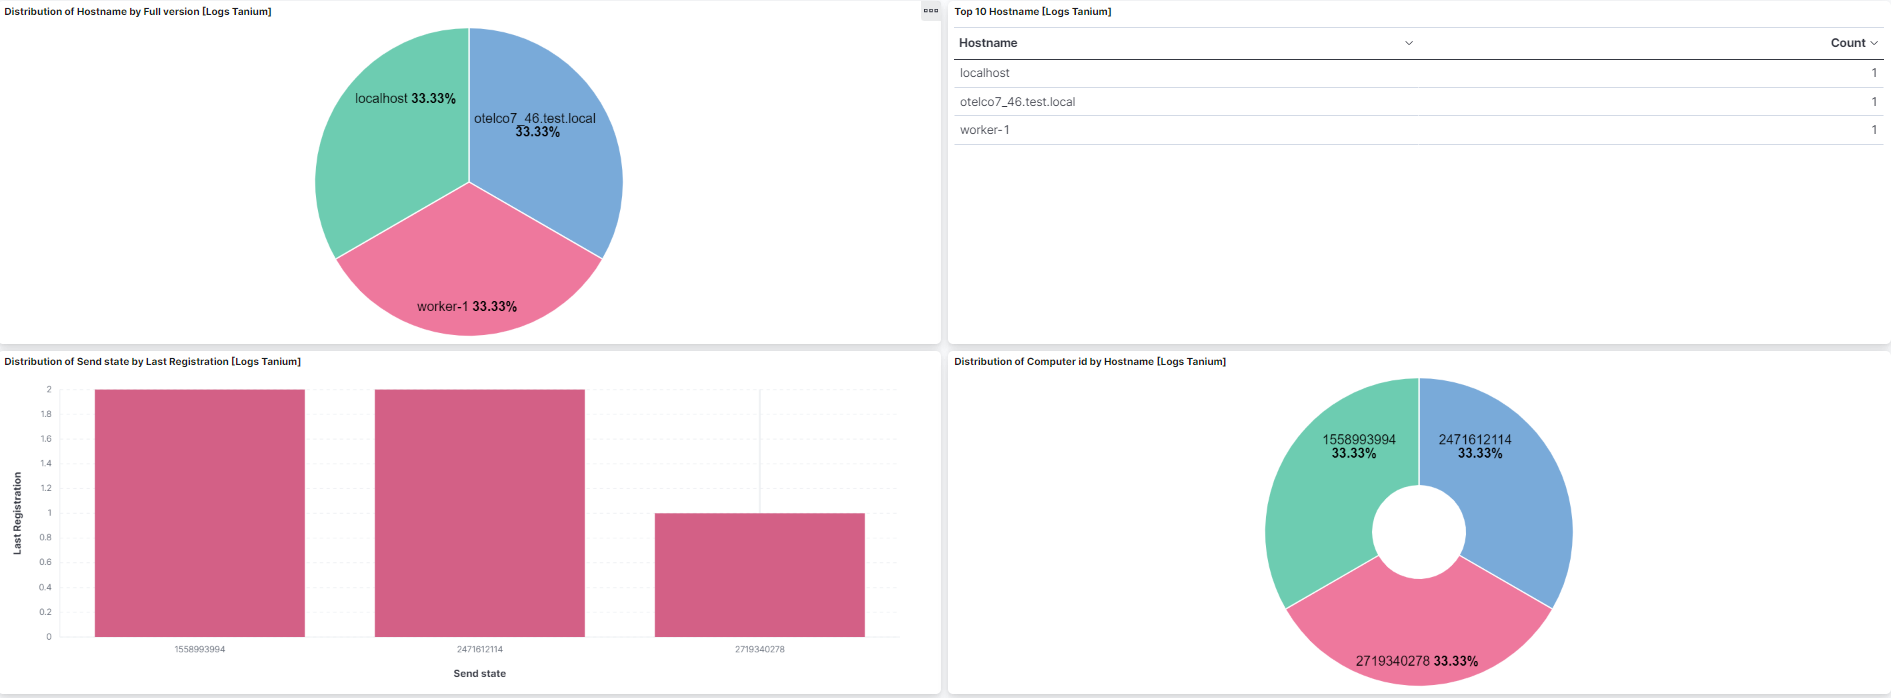 Distribution of Hostname by Full version [Logs Tanium]
localhost 33.33%
otelco7_46.test.local
33.33%
worker-1 33.33%
Top 10 Hostname [Logs Tanium]
Hostname Count
localhost 1
otelco7_46.test.local 1
worker-1 1
Distribution of Send state by Last Registration [Logs Tanium]
Last Registration
2
1.8
1.6
1.4
1.2
1
0.8
0.6
0.4
0.2
0
1558993994 2471612114 2719340278
Send state
Distribution of Computer id by Hostname [Logs Tanium]
1558993994
33.33%
2471612114
33.33%
2719340278 33.33%